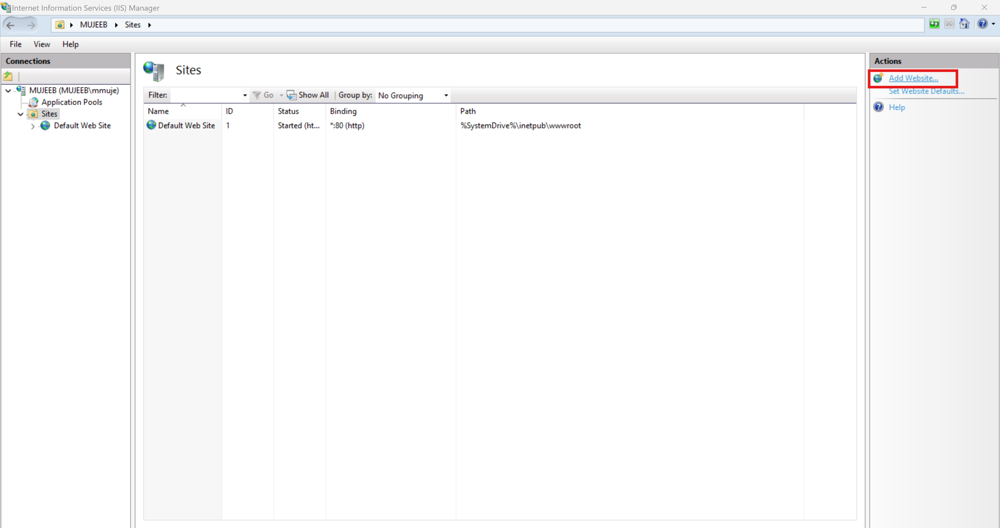 Internet Information Services (IIS) Manager
MUJEEB Sites
File View Help
Connections
MUJEEB (MUJEEB\mmuje)
Application Pools
Sites
Default Web Site
Sites
Filter: Go Show All Group by: No Grouping
Name ID Status Binding Path
Default Web Site 1 Started (ht... *:80 (http) %SystemDrive%\inetpub\wwwroot
Actions
Add Website...
Set Website Defaults...
Help